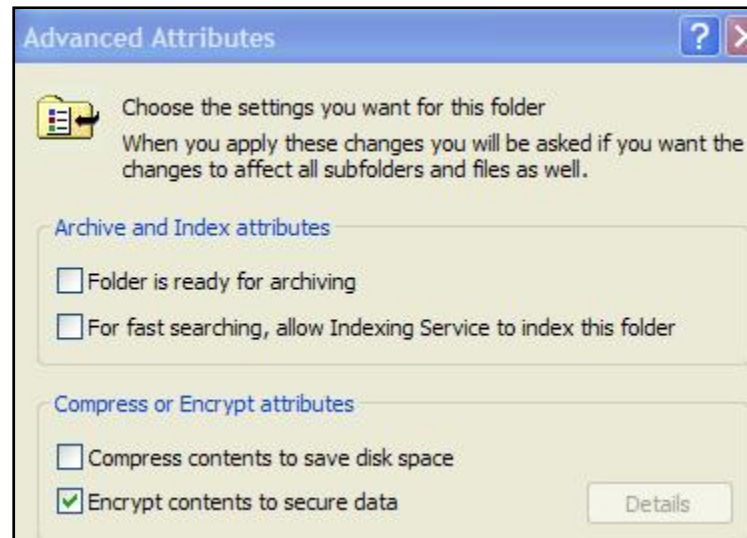 Advanced Attributes
?
Choose the settings you want for this folder
When you apply these changes you will be asked if you want the
changes to affect all subfolders and files as well.
Archive and Index attributes
Folder is ready for archiving
For fast searching, allow Indexing Service to index this folder
Compress or Encrypt attributes
Compress contents to save disk space
Encrypt contents to secure data
Details